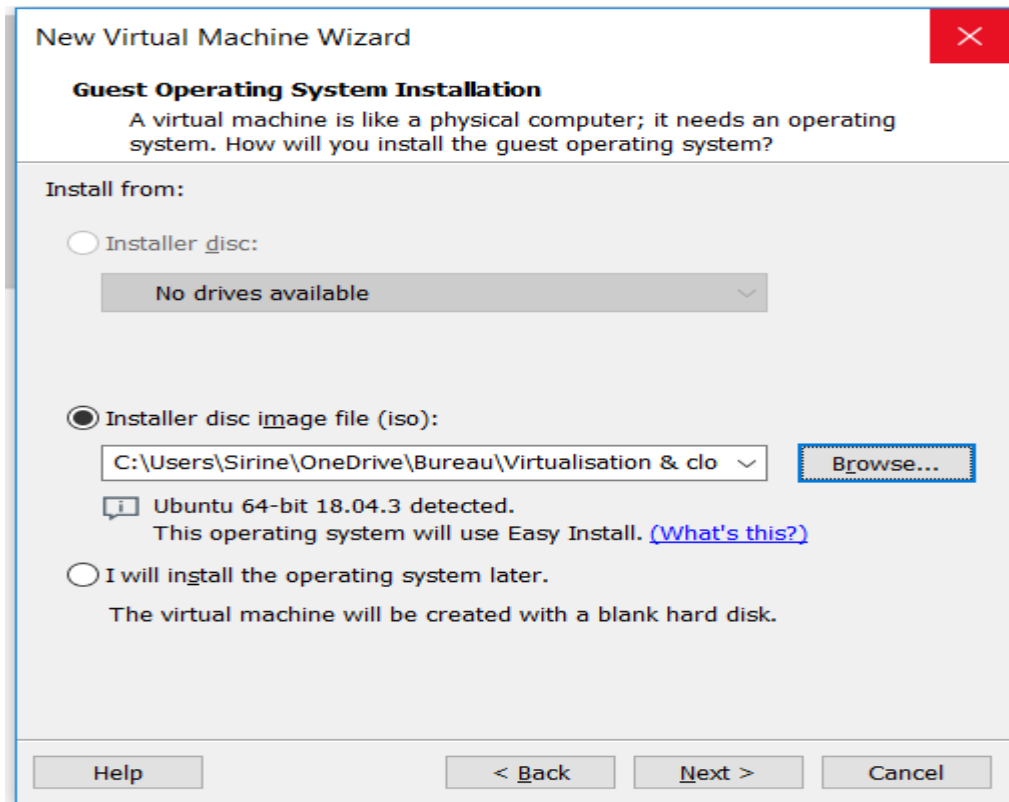 New Virtual Machine Wizard
Guest Operating System Installation
A virtual machine is like a physical computer; it needs an operating
system. How will you install the guest operating system?
Install from:
Installer disc:
No drives available
Installer disc image file (iso):
C:\Users\Sirine\OneDrive\Bureau\Virtualisation & clo
Browse...
Ubuntu 64-bit 18.04.3 detected.
This operating system will use Easy Install. (What's this?)
I will install the operating system later.
The virtual machine will be created with a blank hard disk.
Help
< Back
Next >
Cancel